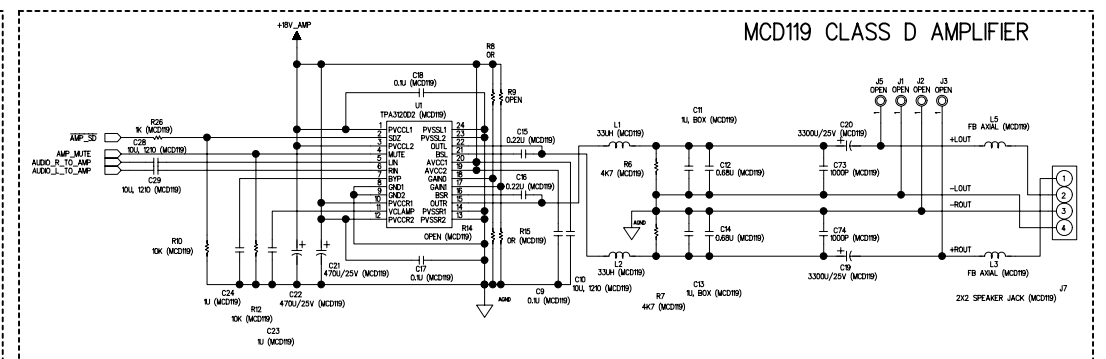 MCD119 CLASS D AMPLIFIER
+18V_AMP
R8
0R
R9
OPEN
C18
0.1U (MCD119)
U1
TPA3120D2 (MCD119)
R26
1K (MCD119)
AMP_SD
C28
10U, 1210 (MCD119)
AMP_MUTE
AUDIO_R_TO_AMP
AUDIO_L_TO_AMP
C29
10U, 1210 (MCD119)
1 PVCCL1 PVSSL1 24
2 SDZ PVSSL2 23
3 PVCCL2 OUTL 22
4 MUTE BSL 21
5 LIN AVCC1 20
6 RIN AVCC2 19
7 BYP GAIN0 18
8 GND1 GAIN1 17
9 GND2 BSR 16
10 PVCCR1 OUTR 15
11 VCLAMP PVSSR1 14
12 PVCCR2 PVSSR2 13
C15
0.22U (MCD119)
C16
0.22U (MCD119)
L1
33UH (MCD119)
C11
1U, BOX (MCD119)
R6
4K7 (MCD119)
C12
0.68U (MCD119)
C20
3300U/25V (MCD119)
C73
1000P (MCD119)
J5
OPEN
J1
OPEN
J2
OPEN
J3
OPEN
1
1
1
1
L5
FB AXIAL (MCD119)
+LOUT
-LOUT
-ROUT
+ROUT
1
2
3
4
AGND
R14
OPEN (MCD119)
R15
0R (MCD119)
C14
0.68U (MCD119)
C74
1000P (MCD119)
R10
10K (MCD119)
C17
0.1U (MCD119)
L2
33UH (MCD119)
C19
3300U/25V (MCD119)
L3
FB AXIAL (MCD119)
C21
470U/25V (MCD119)
C10
10U, 1210 (MCD119)
C13
1U, BOX (MCD119)
J7
2X2 SPEAKER JACK (MCD119)
C24
1U (MCD119)
C22
470U/25V (MCD119)
AGND
C9
0.1U (MCD119)
R7
4K7 (MCD119)
R12
10K (MCD119)
C23
1U (MCD119)